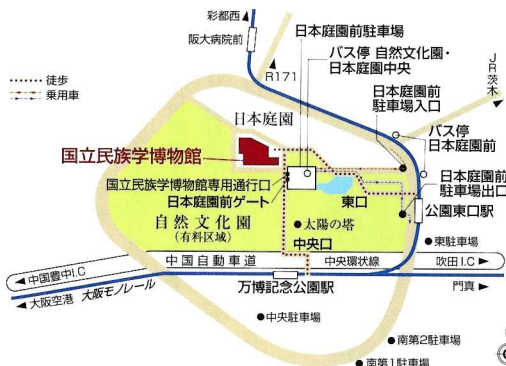 彩都西
阪大病院前
日本庭園前駐車場
バス停 自然文化園・
日本庭園中央
R171
日本庭園前
駐車場入口
JR茨木
徒歩
乗用車
日本庭園
バス停
日本庭園前
国立民族学博物館
国立民族学博物館専用通行口
日本庭園前ゲート
日本庭園前
駐車場出口
東口
公園東口駅
自然文化園
(有料区域)
太陽の塔
中央口
東駐車場
中国自動車道
中央環状線
吹田I.C
中国豊中I.C
大阪空港
大阪モノレール
万博記念公園駅
門真
中央駐車場
南第2駐車場
南第1駐車場